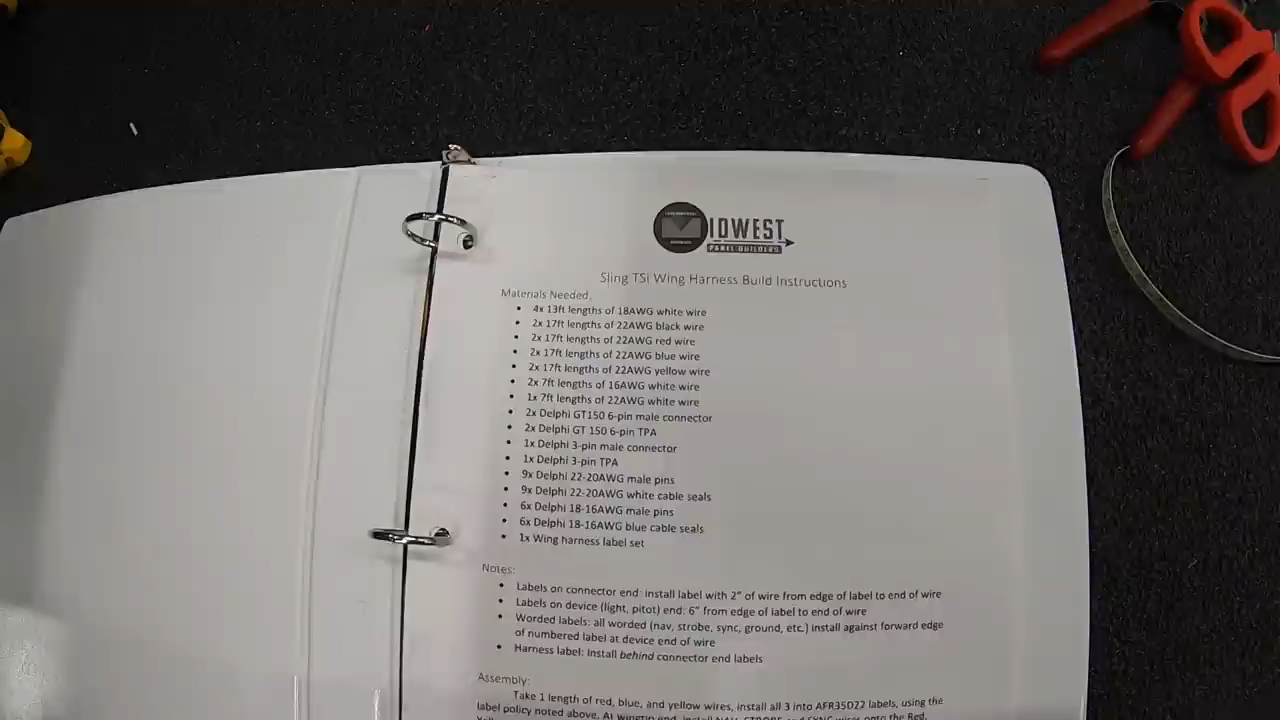 MIDWEST
PANEL BUILDERS
Sling TSi Wing Harness Build Instructions
Materials Needed:
• 4x 13ft lengths of 18AWG white wire
• 2x 17ft lengths of 22AWG black wire
• 2x 17ft lengths of 22AWG red wire
• 2x 17ft lengths of 22AWG blue wire
• 2x 17ft lengths of 22AWG yellow wire
• 2x 7ft lengths of 16AWG white wire
• 1x 7ft lengths of 22AWG white wire
• 2x Delphi GT150 6-pin male connector
• 2x Delphi GT 150 6-pin TPA
• 1x Delphi 3-pin male connector
• 1x Delphi 3-pin TPA
• 9x Delphi 22-20AWG male pins
• 9x Delphi 22-20AWG white cable seals
• 6x Delphi 18-16AWG male pins
• 6x Delphi 18-16AWG blue cable seals
• 1x Wing harness label set
Notes:
• Labels on connector end: install label with 2" of wire from edge of label to end of wire
• Labels on device (light, pitot) end: 6" from edge of label to end of wire
• Worded labels: all worded (nav, strobe, sync, ground, etc.) install against forward edge
of numbered label at device end of wire
• Harness label: Install behind connector end labels
Assembly:
Take 1 length of red, blue, and yellow wires, install all 3 into AFR35D22 labels, using the
label policy noted above. At wingtip end, install NAV, STROBE and SYNC wires onto the Red,